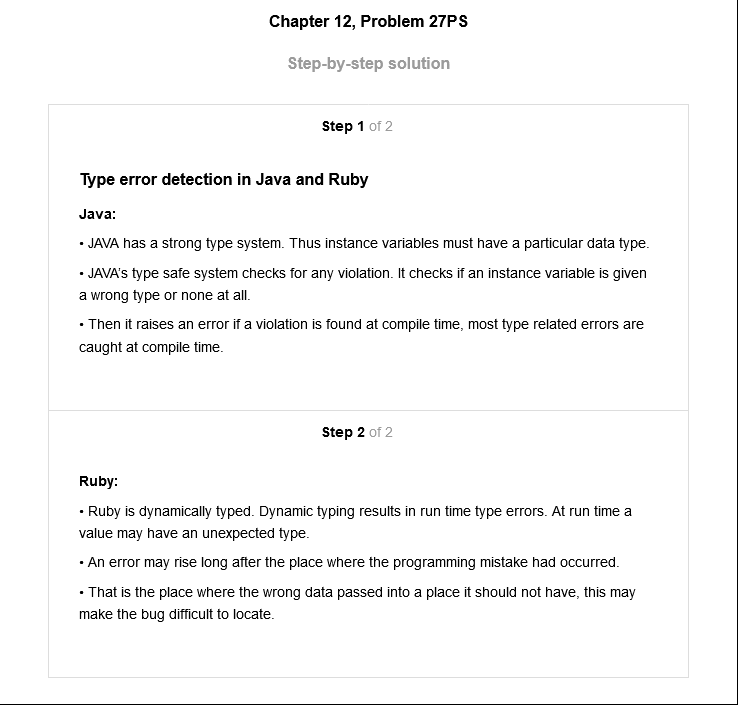 Chapter 12, Problem 27PS
Step-by-step solution
Step 1 of 2
Type error detection in Java and Ruby
Java:
• JAVA has a strong type system. Thus instance variables must have a particular data type.
• JAVA's type safe system checks for any violation. It checks if an instance variable is given
a wrong type or none at all.
• Then it raises an error if a violation is found at compile time, most type related errors are
caught at compile time.
Step 2 of 2
Ruby:
• Ruby is dynamically typed. Dynamic typing results in run time type errors. At run time a
value may have an unexpected type.
• An error may rise long after the place where the programming mistake had occurred.
• That is the place where the wrong data passed into a place it should not have, this may
make the bug difficult to locate.